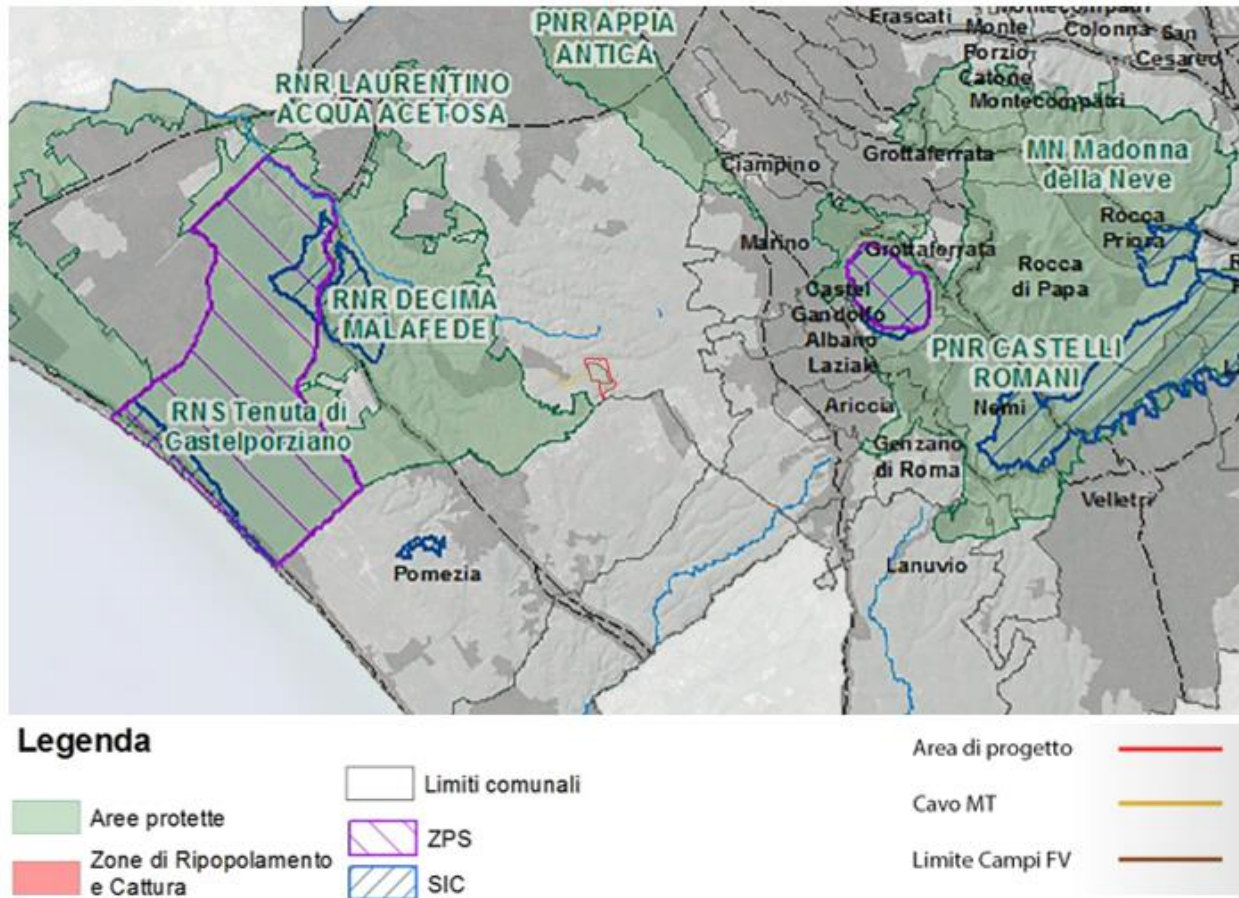 Frascati
Monte
Porzio
Catone
Montecompatri
Colonna
San
Cesareo
Montecompatri
PNR APPIA
ANTICA
RNR LAURENTINO
ACQUA ACETOSA
Ciampino
Grottaferrata
MN Madonna
della Neve
Rocca
Priora
Marino
Grottaferrata
Rocca
di Papa
Castel
Gandolfo
Albano
Laziale
RNR DECIMA
MALAFEDE
PNR CASTELLI
ROMANI
RNS Tenuta di
Castelporziano
Ariccia
Nemi
Genzano
di Roma
Velletri
Pomezia
Lanuvio
Legenda
Aree protette
Zone di Ripopolamento
e Cattura
Limiti comunali
ZPS
SIC
Area di progetto
Cavo MT
Limite Campi FV